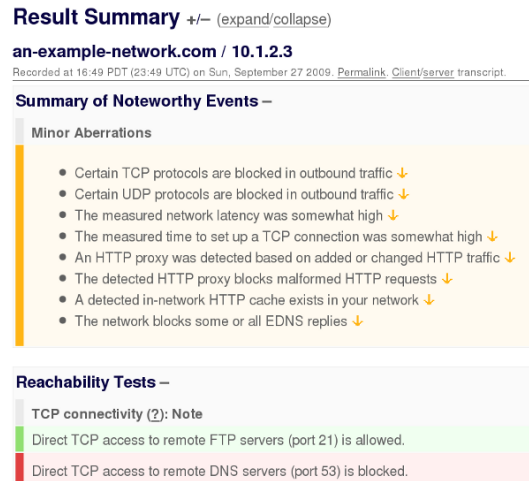 Result Summary +/– (expand/collapse)
an-example-network.com / 10.1.2.3
Recorded at 16:49 PDT (23:49 UTC) on Sun, September 27 2009. Permalink. Client/server transcript.
Summary of Noteworthy Events –
Minor Aberrations
• Certain TCP protocols are blocked in outbound traffic ↓
• Certain UDP protocols are blocked in outbound traffic ↓
• The measured network latency was somewhat high ↓
• The measured time to set up a TCP connection was somewhat high ↓
• An HTTP proxy was detected based on added or changed HTTP traffic ↓
• The detected HTTP proxy blocks malformed HTTP requests ↓
• A detected in-network HTTP cache exists in your network ↓
• The network blocks some or all EDNS replies ↓
Reachability Tests –
TCP connectivity (?): Note
Direct TCP access to remote FTP servers (port 21) is allowed.
Direct TCP access to remote DNS servers (port 53) is blocked.